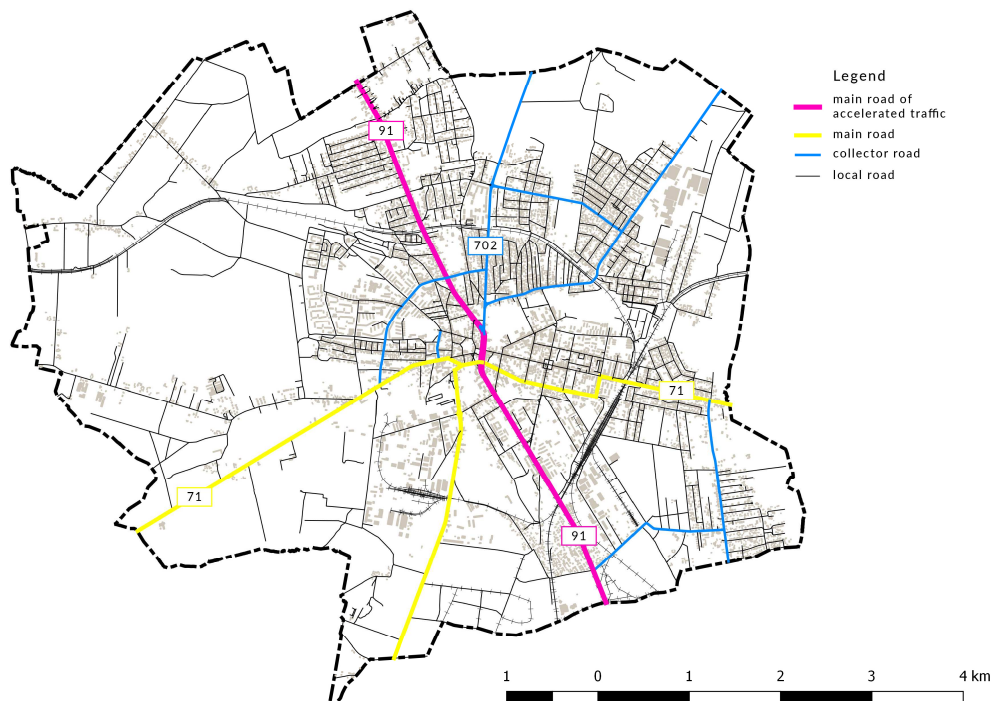 Legend
main road of
accelerated traffic
main road
collector road
local road
91
702
71
71
91
1 0 1 2 3 4 km